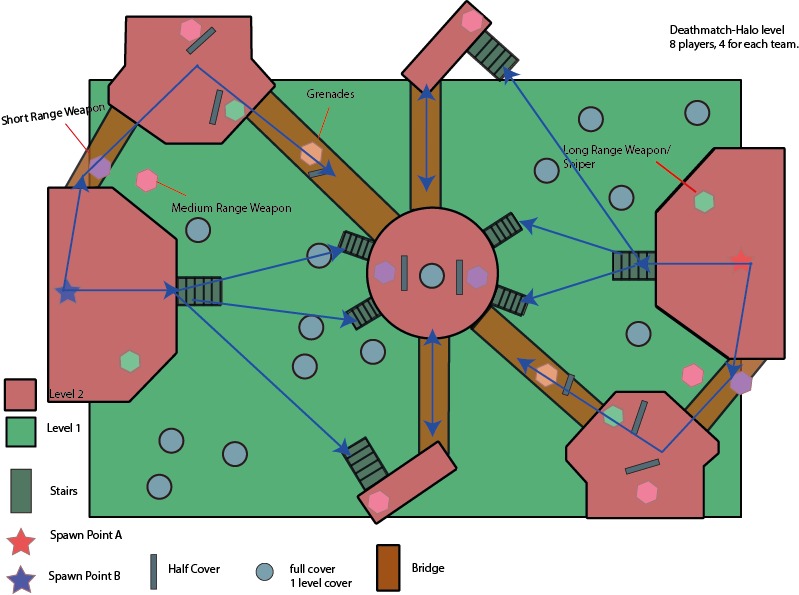 Deathmatch-Halo level
8 players, 4 for each team.
Grenades
Short Range Weapon
Long Range Weapon/
Sniper
Medium Range Weapon
Level 2
Level 1
Stairs
Spawn Point A
Spawn Point B
Half Cover
full cover
1 level cover
Bridge